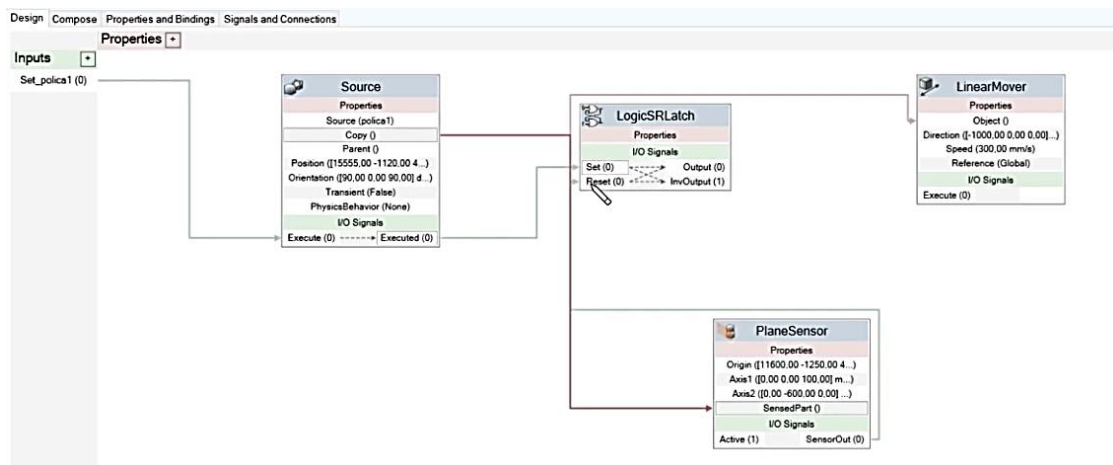 Design Compose Properties and Bindings Signals and Connections
Properties +
Inputs +
Set_polica1 (0)
Source
Properties
Source (polica1)
Copy ()
Parent ()
Position ([15555,00 -1120.00 4...)
Orientation ([90,00 0.00 90,00] d...)
Transient (False)
PhysicsBehavior (None)
I/O Signals
Execute (0) Executed (0)
LogicSRLatch
Properties
I/O Signals
Set (0) Output (0)
Reset (0) InvOutput (1)
LinearMover
Properties
Object ()
Direction ([-1000,00 0.00 0,00]...)
Speed (300,00 mm/s)
Reference (Global)
I/O Signals
Execute (0)
PlaneSensor
Properties
Origin ([11600,00 -1250.00 4...)
Axis1 ([0,00 0.00 100,00] m...)
Axis2 ([0,00 -600.00 0.00] ...)
SensedPart ()
I/O Signals
Active (1) SensorOut (0)